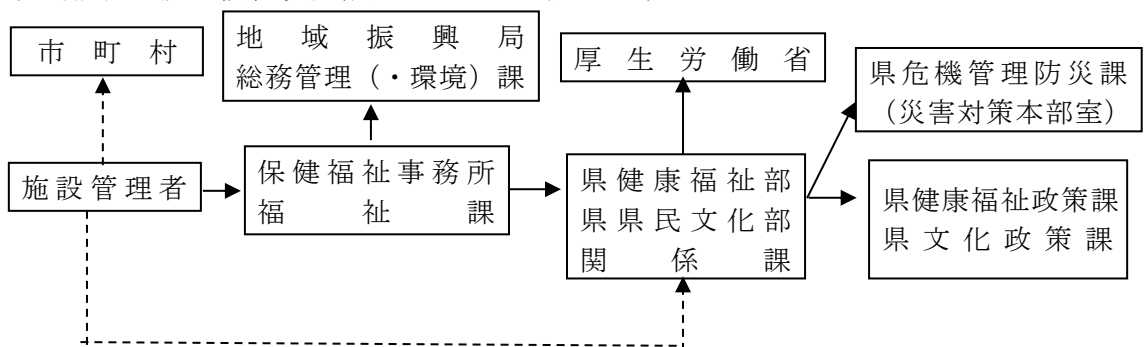 市町村
地域振興局
総務管理（・環境）課
厚生労働省
県危機管理防災課
（災害対策本部室）
施設管理者
保健福祉事務所
福祉課
県健康福祉部
県県民文化部
関係課
県健康福祉政策課
県文化政策課